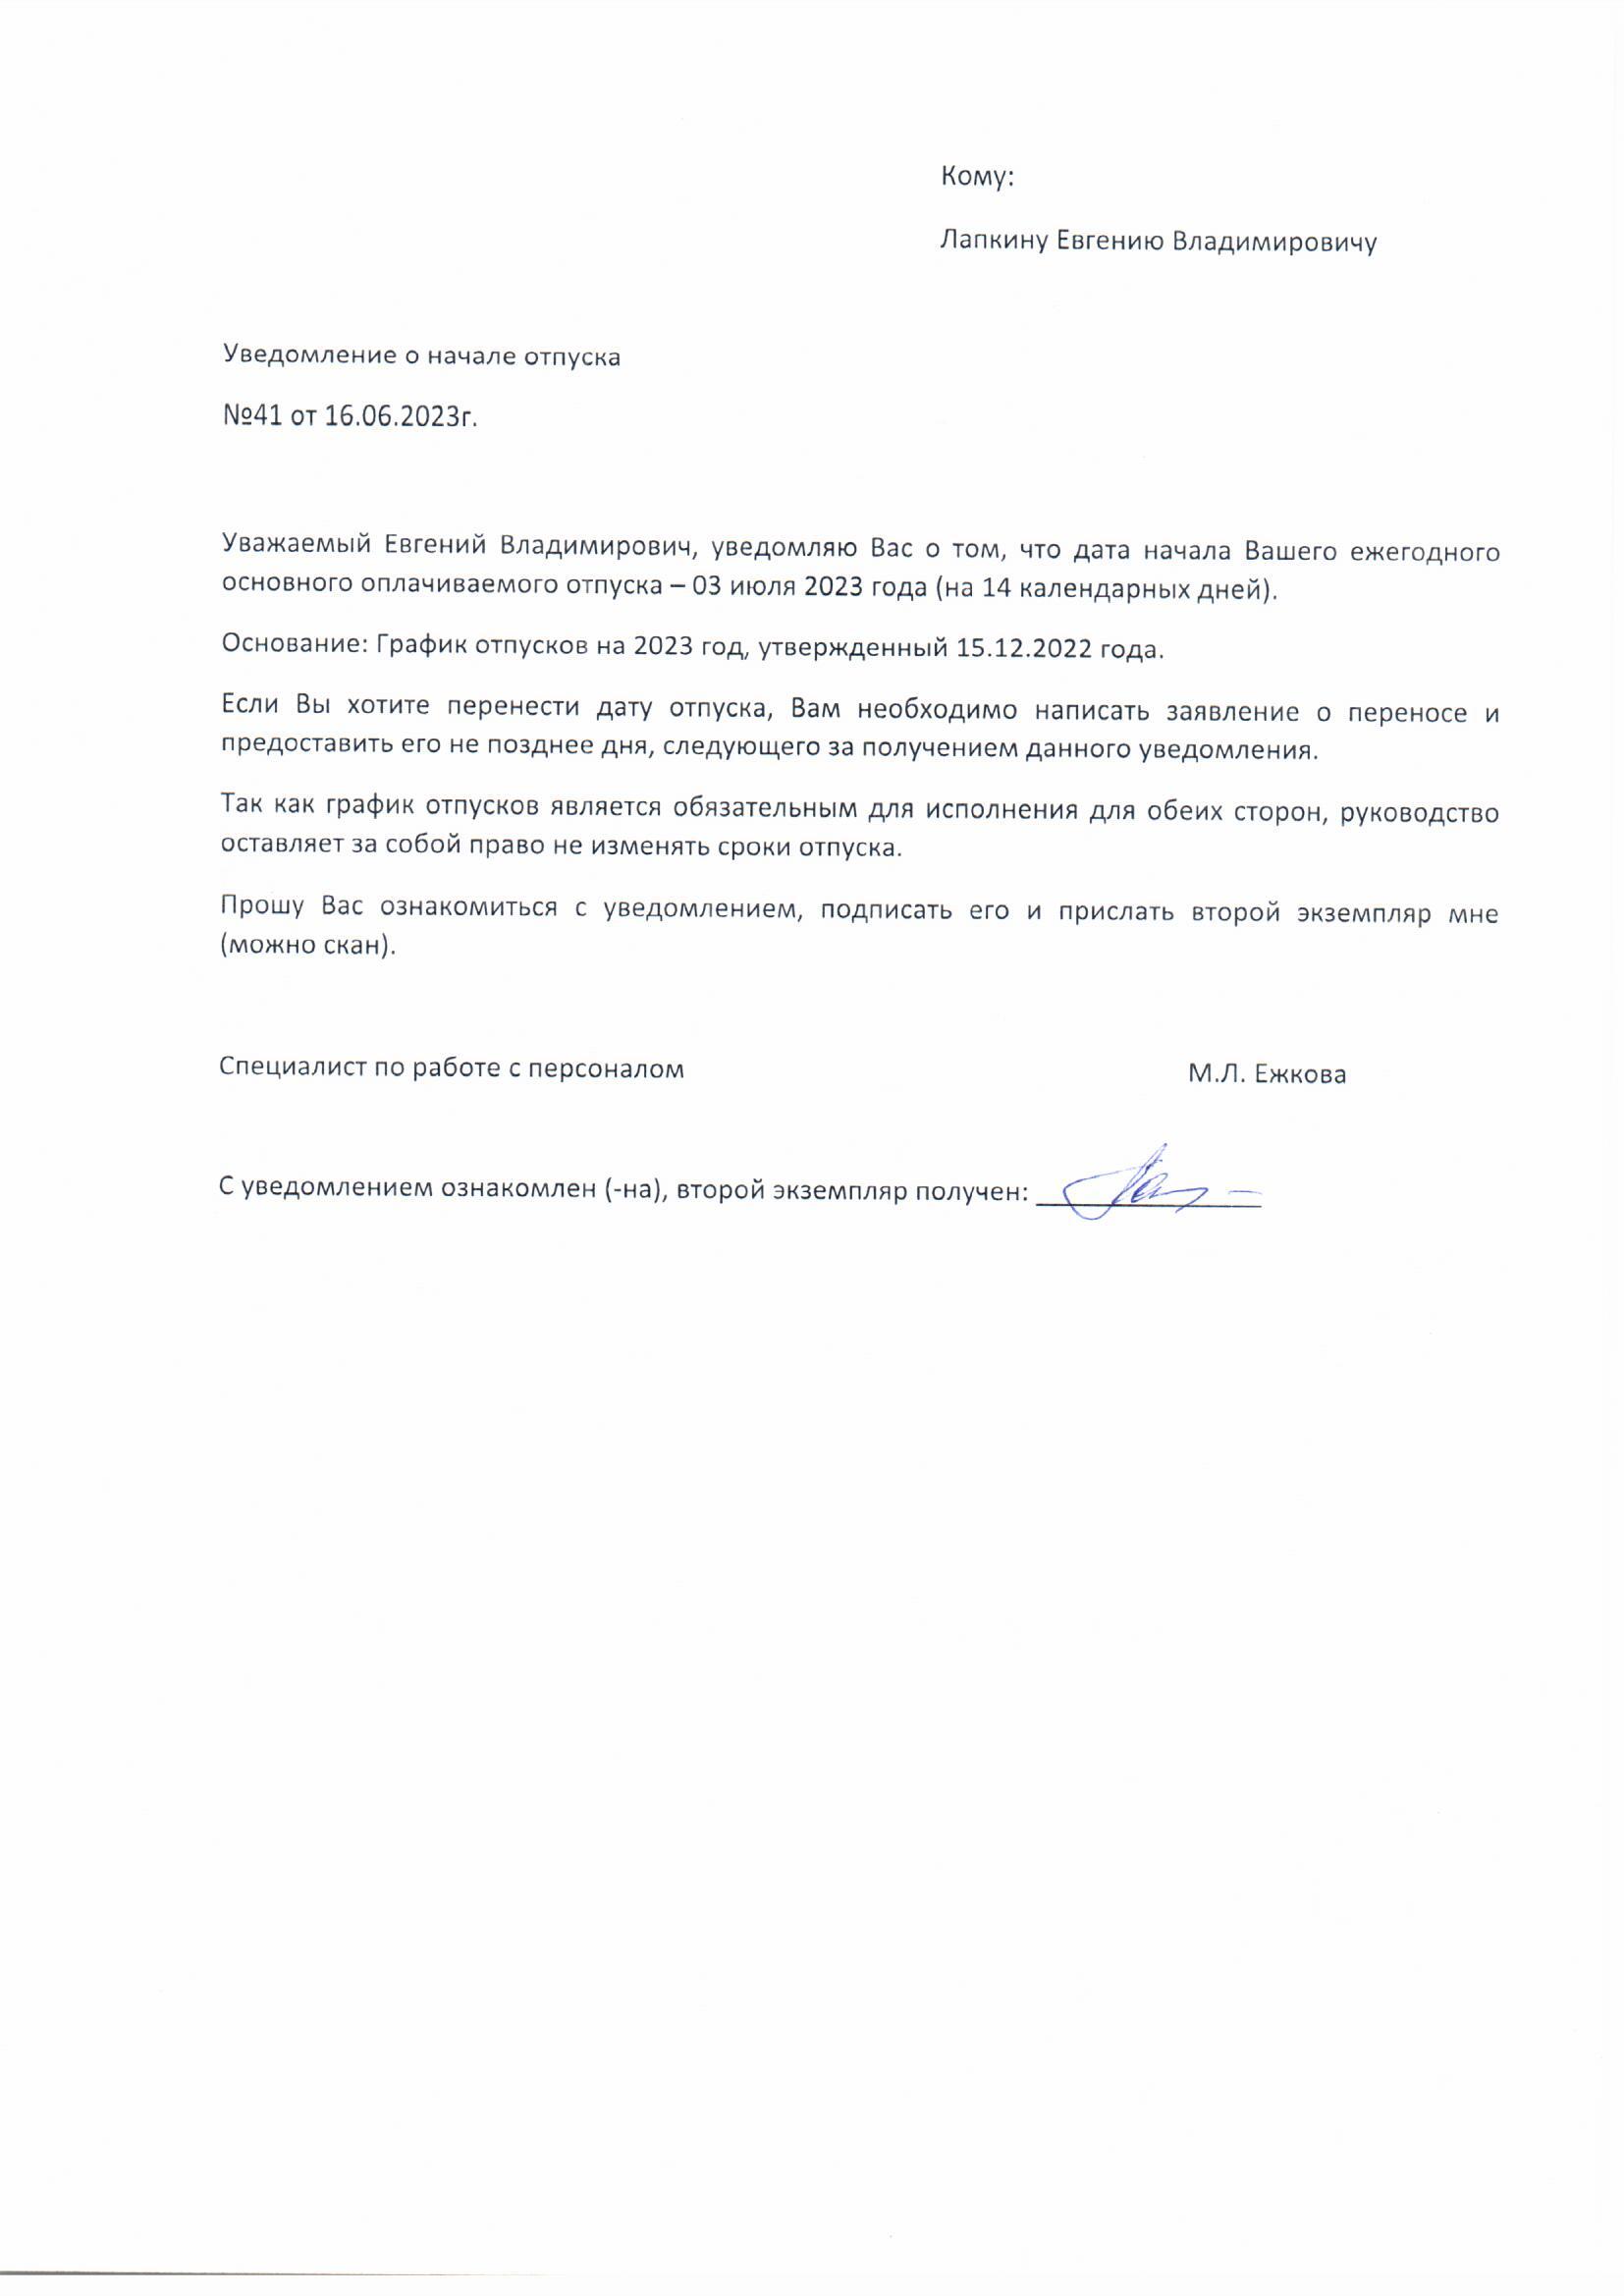 Кому:
Лапкину Евгению Владимировичу
Уведомление о начале отпуска
№41 от 16.06.2023г.
Уважаемый Евгений Владимирович, уведомляю Вас о том, что дата начала Вашего ежегодного
основного оплачиваемого отпуска – 03 июля 2023 года (на 14 календарных дней).
Основание: График отпусков на 2023 год, утвержденный 15.12.2022 года.
Если Вы хотите перенести дату отпуска, Вам необходимо написать заявление о переносе и
предоставить его не позднее дня, следующего за получением данного уведомления.
Так как график отпусков является обязательным для исполнения для обеих сторон, руководство
оставляет за собой право не изменять сроки отпуска.
Прошу Вас ознакомиться с уведомлением, подписать его и прислать второй экземпляр мне
(можно скан).
Специалист по работе с персоналом М.Л. Ежкова
С уведомлением ознакомлен (-на), второй экземпляр получен: